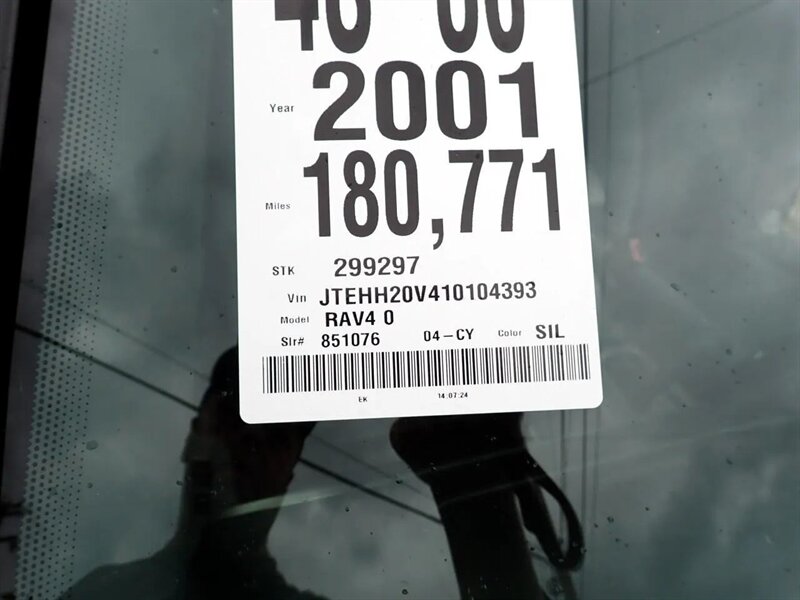 Year 2001
Miles 180,771
STK 299297
Vin JTEHH20V410104393
Model RAV4 0
Slr# 851076 04-CY Color SIL
EK 14:07:24